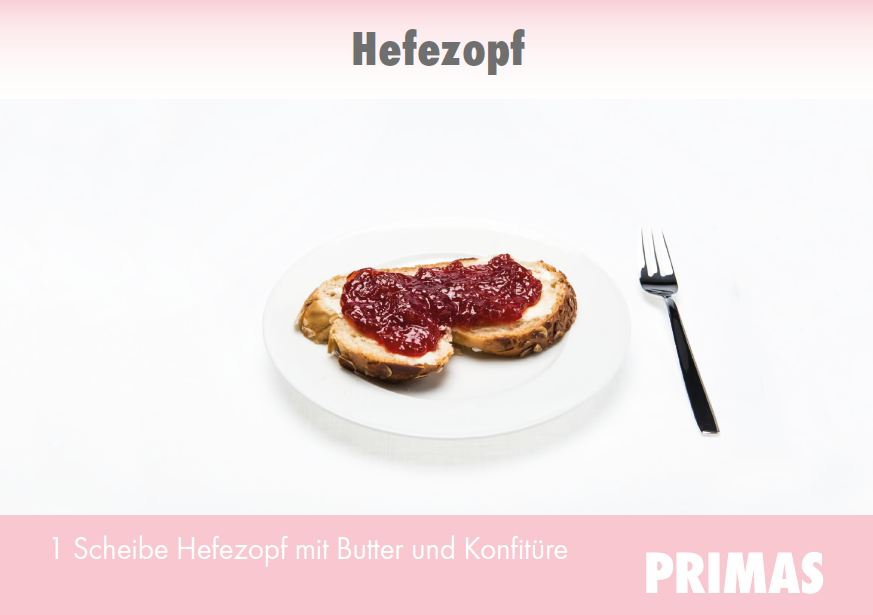 Hefezopf
1 Scheibe Hefezopf mit Butter und Konfitüre
PRIMAS